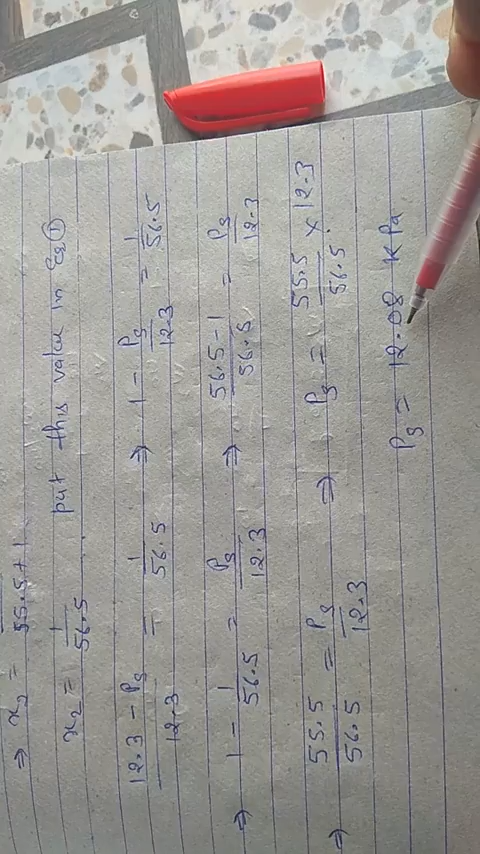 ⇒ x₂ = 1/(55.5+1)
x₂ = 1/56.5 put this value in Eq ①
(12.3 - Ps)/12.3 = 1/56.5 ⇒ 1 - Ps/12.3 = 1/56.5
⇒ 1 - 1/56.5 = Ps/12.3 ⇒ (56.5-1)/56.5 = Ps/12.3
⇒ 55.5/56.5 = Ps/12.3 ⇒ Ps = 55.5/56.5 × 12.3
Ps = 12.08 KPa